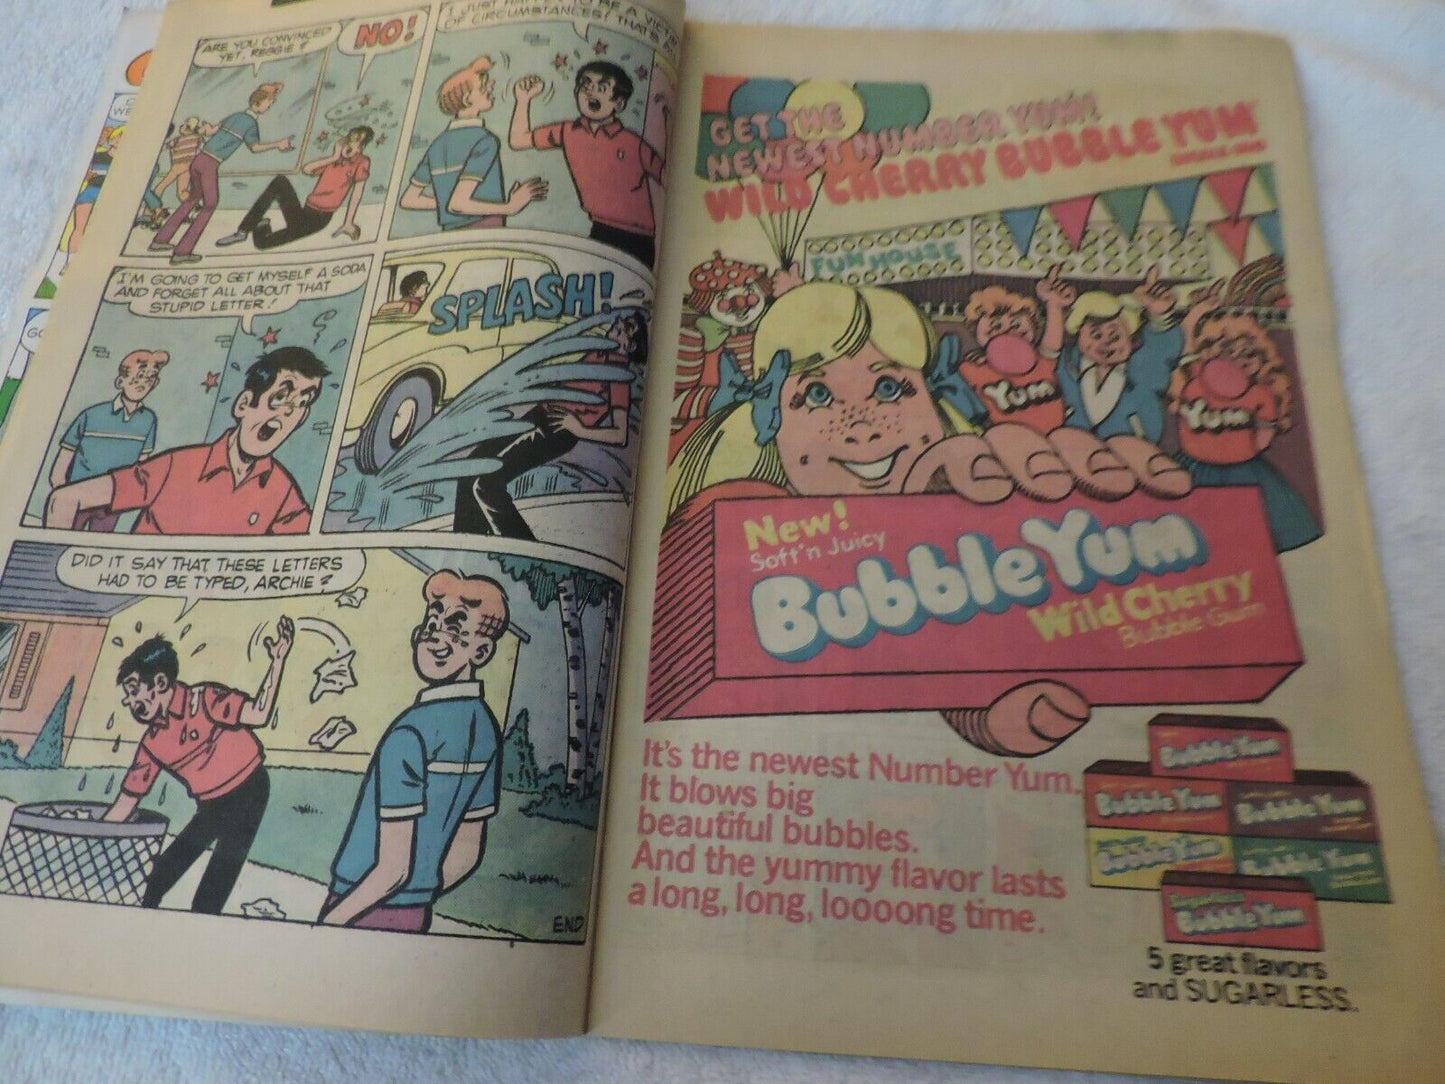 ARE YOU CONVINCED
YET, REGGIE?
NO!
I JUST
TO BE A VICTIM
OF CIRCUMSTANCES! THAT'S
I'M GOING TO GET MYSELF A SODA
AND FORGET ALL ABOUT THAT
STUPID LETTER!
SPLASH!
DID IT SAY THAT THESE LETTERS
HAD TO BE TYPED, ARCHIE?
END
GET THE
NEWEST NUMBER YUM!
WILD CHERRY BUBBLE YUM
FUN HOUSE
Yum
Yum
New!
Soft'n Juicy
Bubble Yum
Wild Cherry
Bubble Gum
It's the newest Number Yum.
It blows big
beautiful bubbles.
And the yummy flavor lasts
a long, long, loooong time.
Bubble Yum
Bubble Yum
Bubble Yum
Bubble Yum
Bubble Yum
Bubble Yum
5 great flavors
and SUGARLESS.